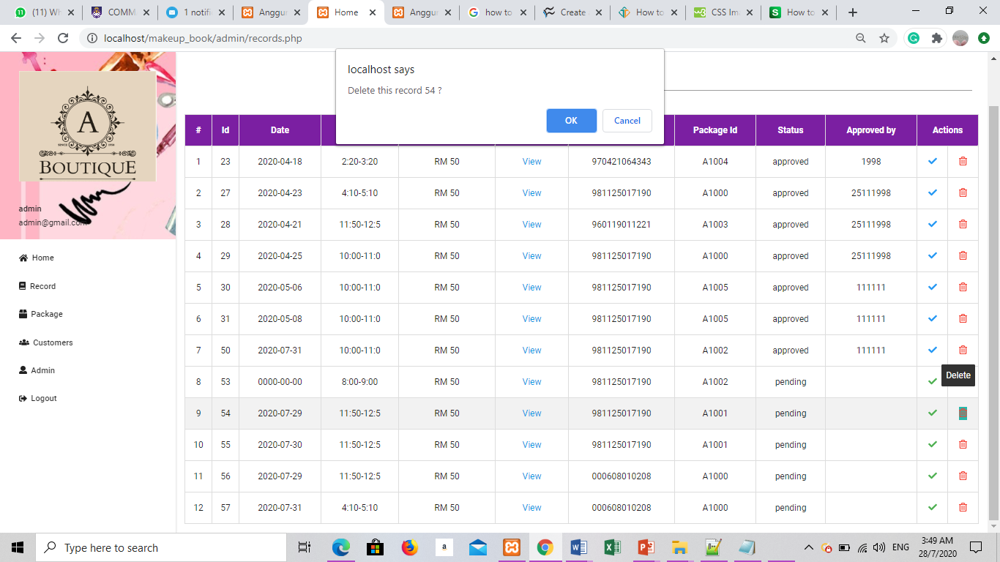 (11) Wh
COMM
1 notifi
Anggun
Home
Anggun
how to
Create
How to
CSS Im
How to
localhost/makeup_book/admin/records.php
localhost says
Delete this record 54 ?
OK
Cancel
A
SINCE 1998
BOUTIQUE
admin
admin@gmail.com
Home
Record
Package
Customers
Admin
Logout
# Id Date Package Id Status Approved by Actions
1 23 2020-04-18 2:20-3:20 RM 50 View 970421064343 A1004 approved 1998
2 27 2020-04-23 4:10-5:10 RM 50 View 981125017190 A1000 approved 25111998
3 28 2020-04-21 11:50-12:5 RM 50 View 960119011221 A1003 approved 25111998
4 29 2020-04-25 10:00-11:0 RM 50 View 981125017190 A1000 approved 25111998
5 30 2020-05-06 10:00-11:0 RM 50 View 981125017190 A1005 approved 111111
6 31 2020-05-08 10:00-11:0 RM 50 View 981125017190 A1005 approved 111111
7 50 2020-07-31 10:00-11:0 RM 50 View 981125017190 A1002 approved 111111
Delete
8 53 0000-00-00 8:00-9:00 RM 50 View 981125017190 A1002 pending
9 54 2020-07-29 11:50-12:5 RM 50 View 981125017190 A1001 pending
10 55 2020-07-30 11:50-12:5 RM 50 View 981125017190 A1001 pending
11 56 2020-07-29 11:50-12:5 RM 50 View 000608010208 A1000 pending
12 57 2020-07-31 4:10-5:10 RM 50 View 000608010208 A1000 pending
Type here to search
ENG
3:49 AM
28/7/2020